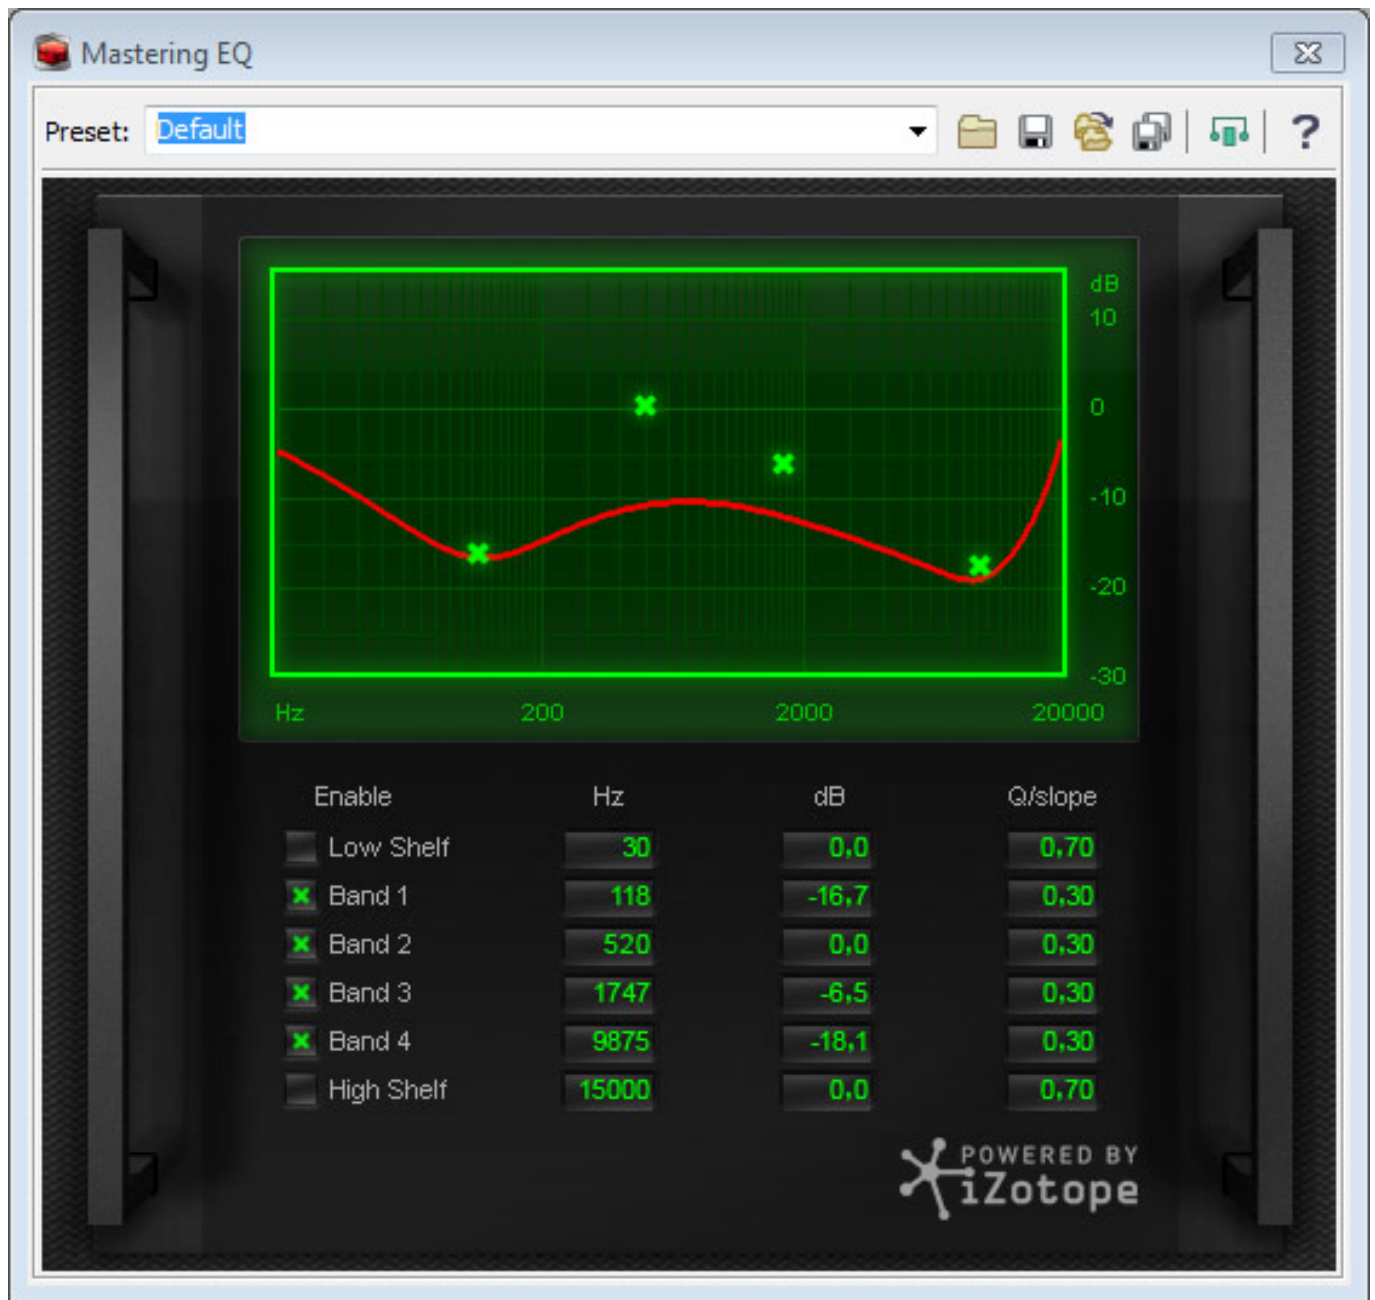 Mastering EQ
Preset: Default ?
dB
10
0
-10
-20
-30
Hz 200 2000 20000
Enable Hz dB Q/slope
Low Shelf 30 0,0 0,70
Band 1 118 -16,7 0,30
Band 2 520 0,0 0,30
Band 3 1747 -6,5 0,30
Band 4 9875 -18,1 0,30
High Shelf 15000 0,0 0,70
POWERED BY
iZotope